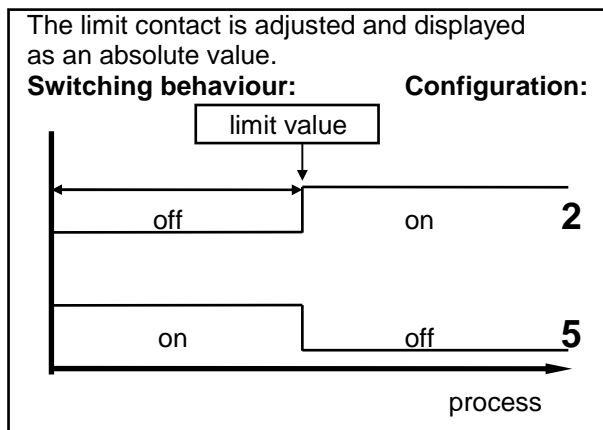 The limit contact is adjusted and displayed
as an absolute value.
Switching behaviour: Configuration:
limit value
off on 2
on off 5
process